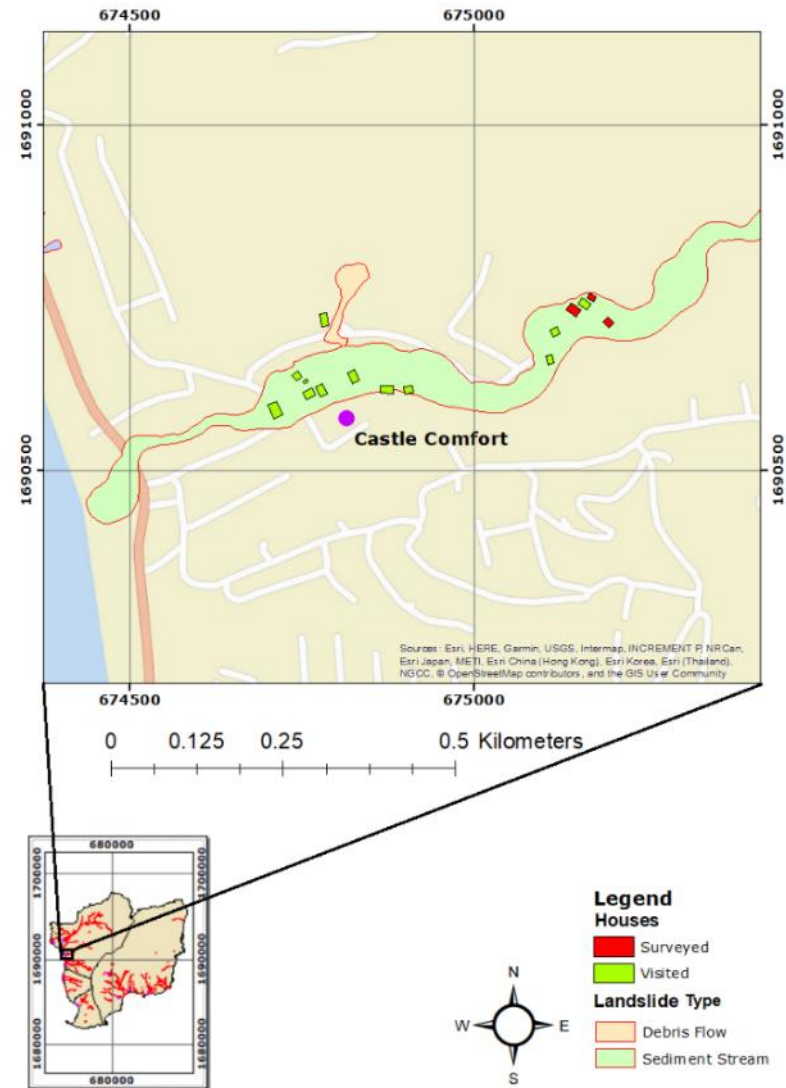 674500
675000
1691000
1691000
Castle Comfort
1690500
1690500
Sources: Esri, HERE, Garmin, USGS, Intermap, INCREMENT P, NRCan,
Esri Japan, METI, Esri China (Hong Kong), Esri Korea, Esri (Thailand),
NGCC, © OpenStreetMap contributors, and the GIS User Community
674500
675000
0 0.125 0.25 0.5 Kilometers
680000
1700000
1700000
1690000
1690000
1680000
1680000
680000
N
W E
S
Legend
Houses
Surveyed
Visited
Landslide Type
Debris Flow
Sediment Stream